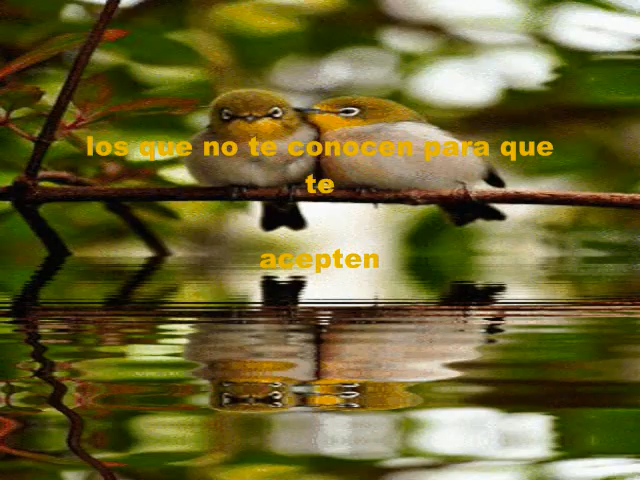 los que no te conocen para que
te
acepten